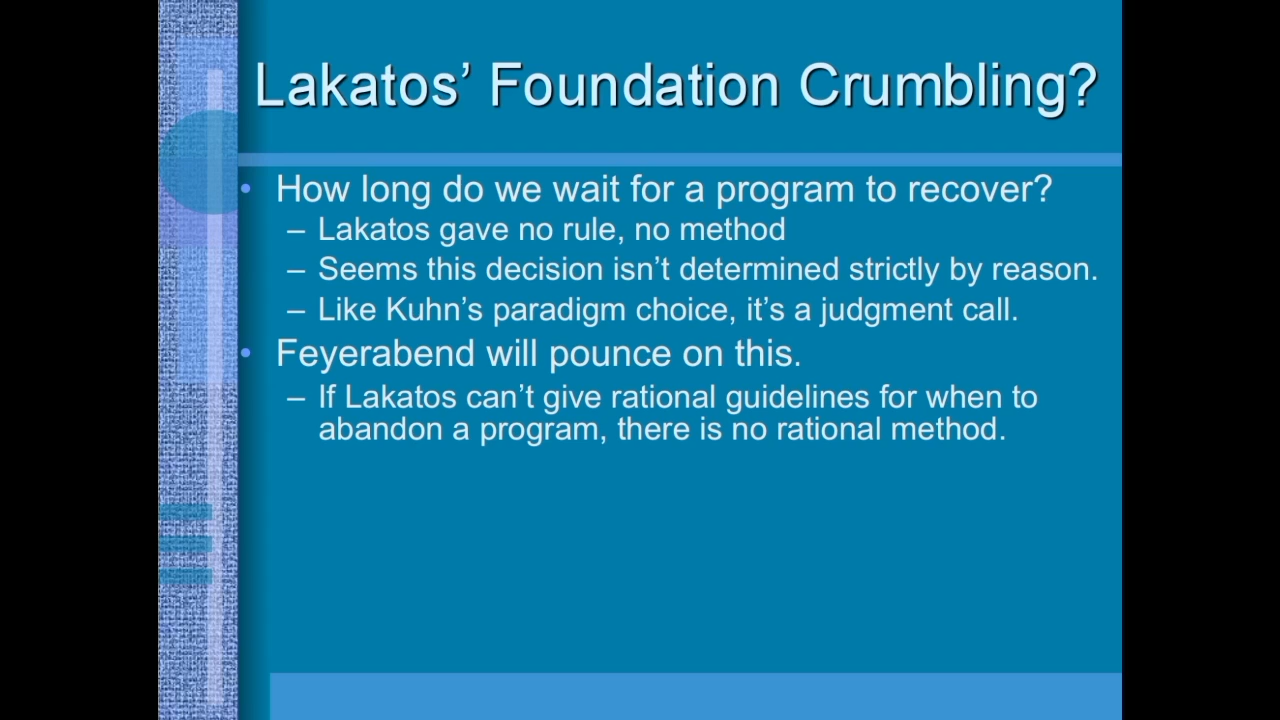 Lakatos’ Foundation Crumbling?
• How long do we wait for a program to recover?
– Lakatos gave no rule, no method
– Seems this decision isn’t determined strictly by reason.
– Like Kuhn’s paradigm choice, it’s a judgment call.
• Feyerabend will pounce on this.
– If Lakatos can’t give rational guidelines for when to
abandon a program, there is no rational method.